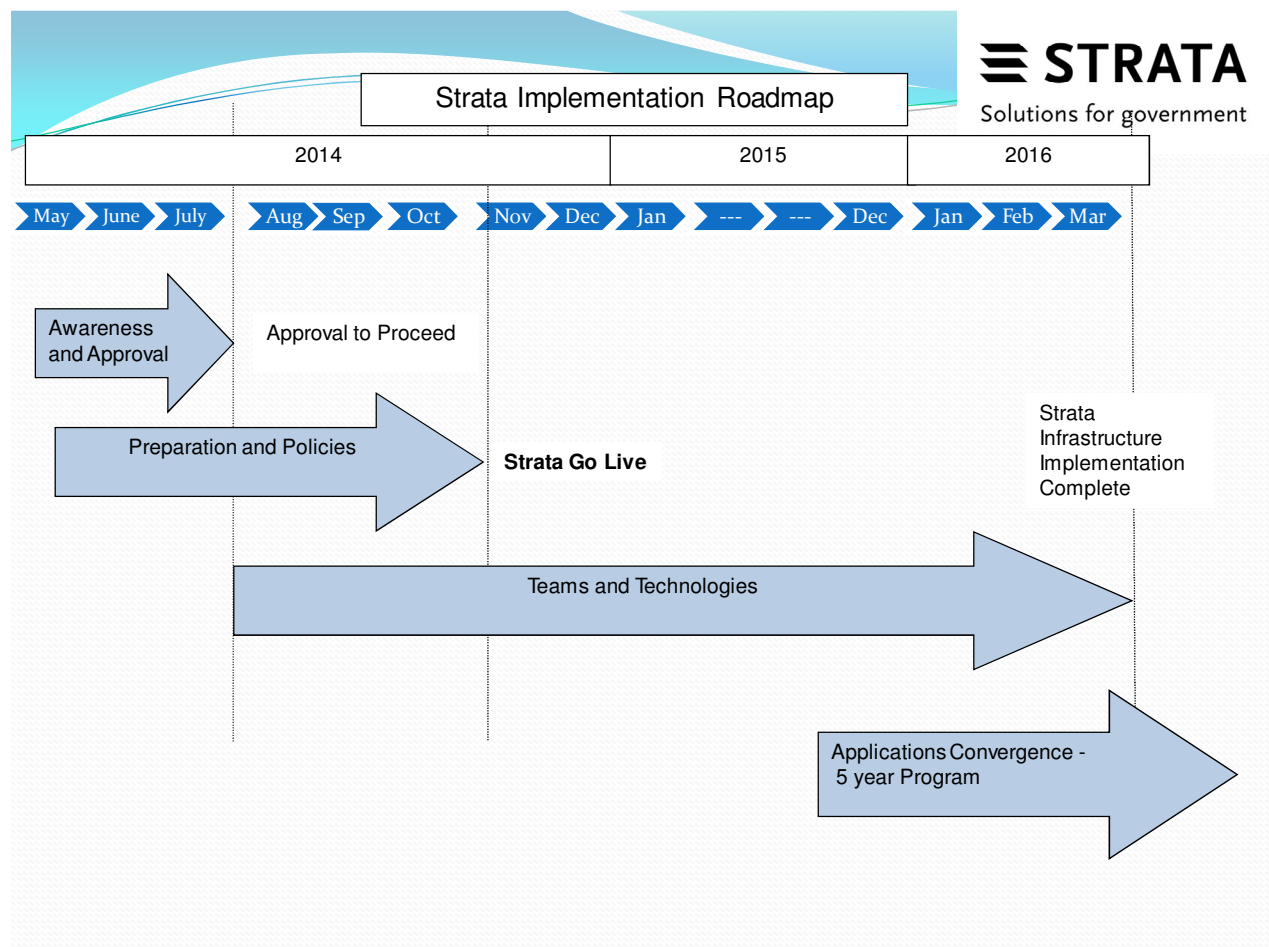 STRATA
Solutions for government
Strata Implementation Roadmap
2014 2015 2016
May June July Aug Sep Oct Nov Dec Jan --- --- Dec Jan Feb Mar
Awareness
and Approval
Approval to Proceed
Preparation and Policies
Strata Go Live
Strata
Infrastructure
Implementation
Complete
Teams and Technologies
Applications Convergence -
5 year Program